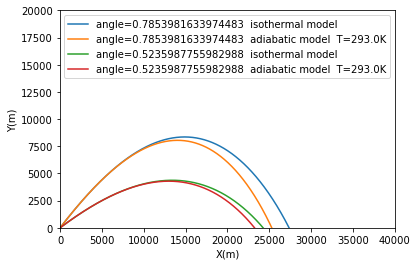 20000
17500
15000
12500
10000
7500
5000
2500
0
Y(m)
angle=0.7853981633974483 isothermal model
angle=0.7853981633974483 adiabatic model T=293.0K
angle=0.5235987755982988 isothermal model
angle=0.5235987755982988 adiabatic model T=293.0K
0 5000 10000 15000 20000 25000 30000 35000 40000
X(m)